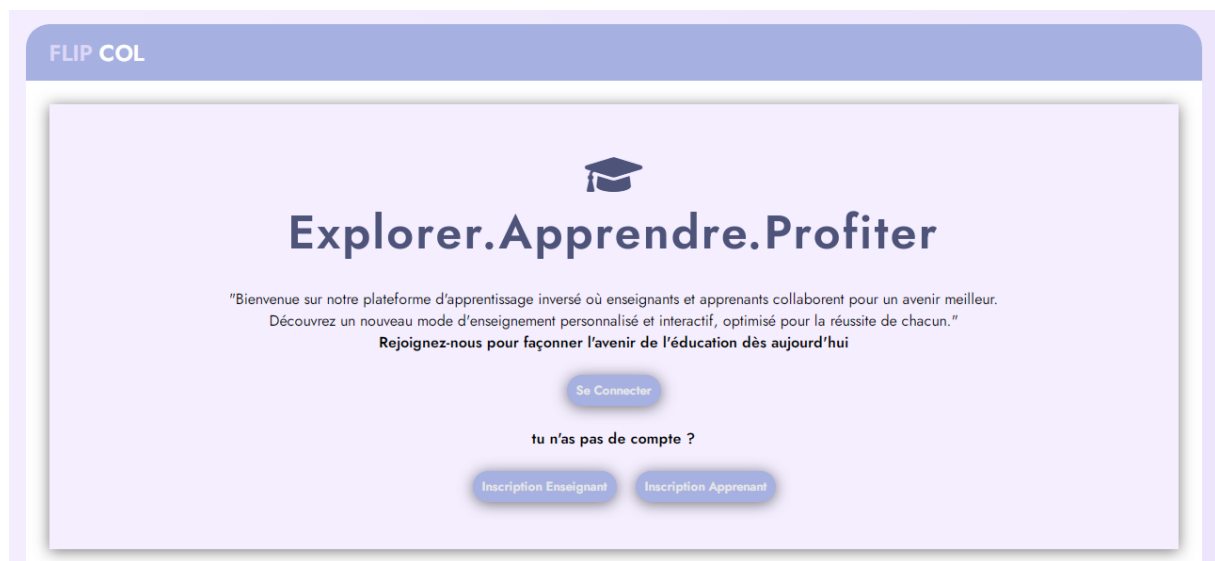 FLIP COL
Explorer.Apprendre.Profiter
"Bienvenue sur notre plateforme d'apprentissage inversé où enseignants et apprenants collaborent pour un avenir meilleur.
Découvrez un nouveau mode d'enseignement personnalisé et interactif, optimisé pour la réussite de chacun."
Rejoignez-nous pour façonner l'avenir de l'éducation dès aujourd'hui
Se Connecter
tu n'as pas de compte ?
Inscription Enseignant
Inscription Apprenant